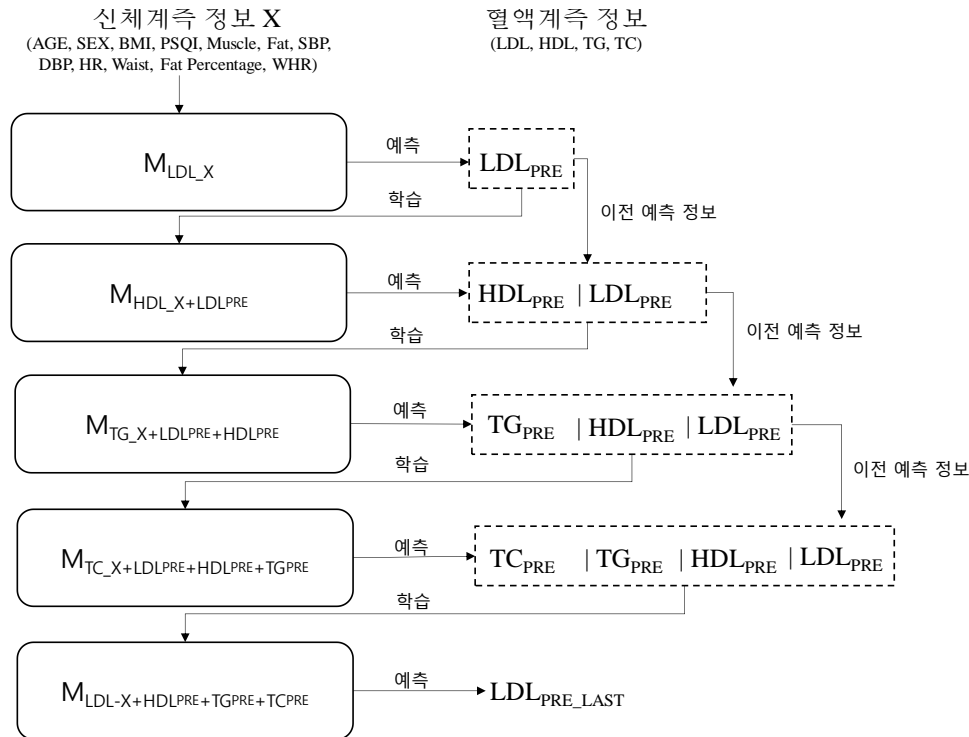 신체계측 정보 X
(AGE, SEX, BMI, PSQI, Muscle, Fat, SBP,
DBP, HR, Waist, Fat Percentage, WHR)
혈액계측 정보
(LDL, HDL, TG, TC)
M_LDL_X
예측
LDL_PRE
학습
이전 예측 정보
M_HDL_X+LDLPRE
예측
HDL_PRE | LDL_PRE
학습
이전 예측 정보
M_TG_X+LDLPRE+HDLPRE
예측
TG_PRE | HDL_PRE | LDL_PRE
학습
이전 예측 정보
M_TC_X+LDLPRE+HDLPRE+TGPRE
예측
TC_PRE | TG_PRE | HDL_PRE | LDL_PRE
학습
M_LDL-X+HDLPRE+TGPRE+TCPRE
예측
LDL_PRE_LAST